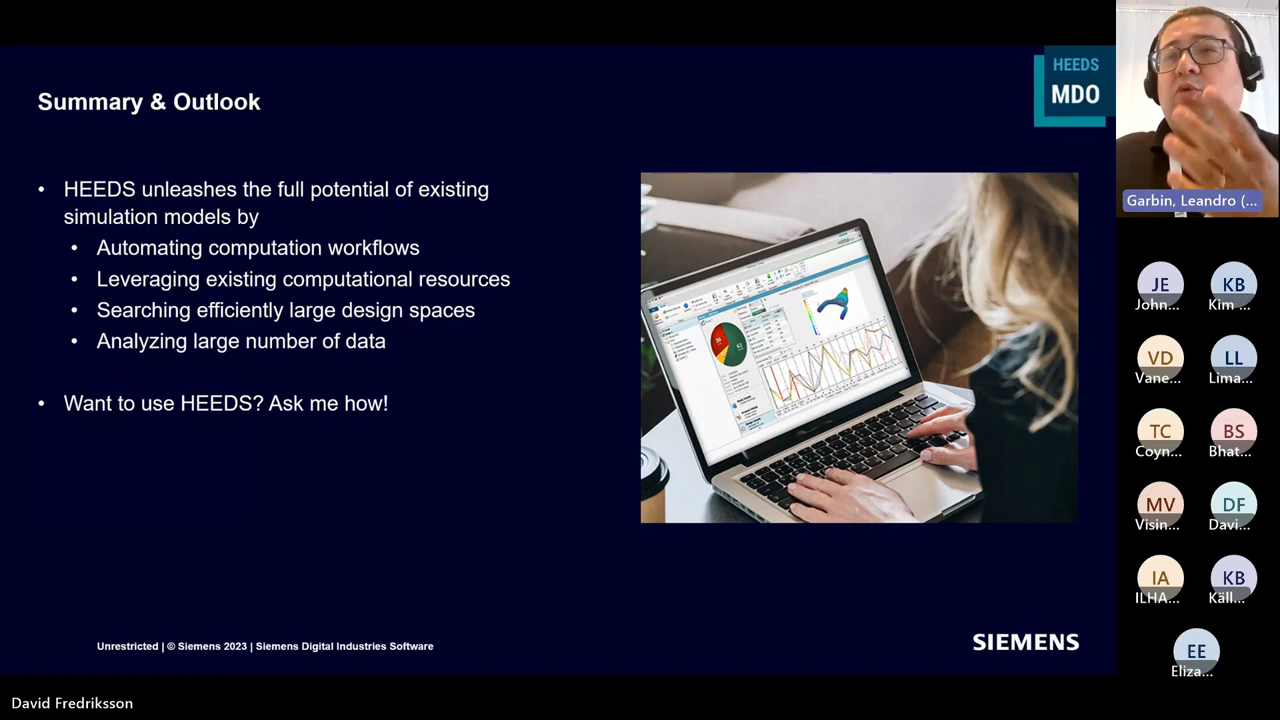 Summary & Outlook
HEEDS
MDO
• HEEDS unleashes the full potential of existing
simulation models by
• Automating computation workflows
• Leveraging existing computational resources
• Searching efficiently large design spaces
• Analyzing large number of data
• Want to use HEEDS? Ask me how!
Unrestricted | © Siemens 2023 | Siemens Digital Industries Software
SIEMENS
Garbin, Leandro (...
JE
John...
KB
Kim ...
VD
Vane...
LL
Lima...
TC
Coyn...
BS
Bhat...
MV
Visin...
DF
Davi...
IA
ILHA...
KB
Käll...
EE
Eliza...
David Fredriksson